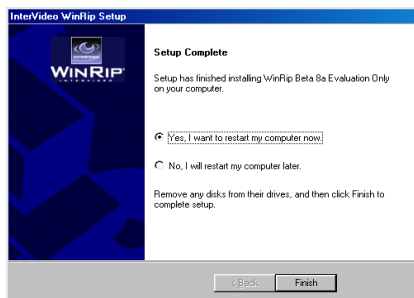 InterVideo WinRip Setup
WINRIP
INTERVIDEO
Setup Complete
Setup has finished installing WinRip Beta 8a Evaluation Only
on your computer.
Yes, I want to restart my computer now.
No, I will restart my computer later.
Remove any disks from their drives, and then click Finish to
complete setup.
< Back
Finish